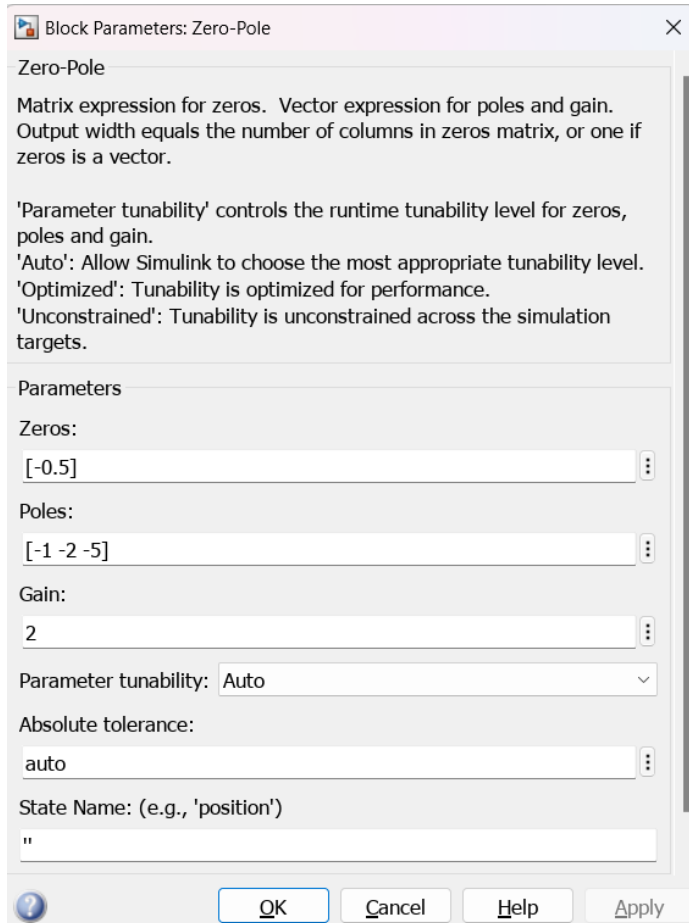 Block Parameters: Zero-Pole
Zero-Pole
Matrix expression for zeros.  Vector expression for poles and gain.
Output width equals the number of columns in zeros matrix, or one if
zeros is a vector.
'Parameter tunability' controls the runtime tunability level for zeros,
poles and gain.
'Auto': Allow Simulink to choose the most appropriate tunability level.
'Optimized': Tunability is optimized for performance.
'Unconstrained': Tunability is unconstrained across the simulation
targets.
Parameters
Zeros:
[-0.5]
Poles:
[-1 -2 -5]
Gain:
2
Parameter tunability: Auto
Absolute tolerance:
auto
State Name: (e.g., 'position')
''
? OK Cancel Help Apply